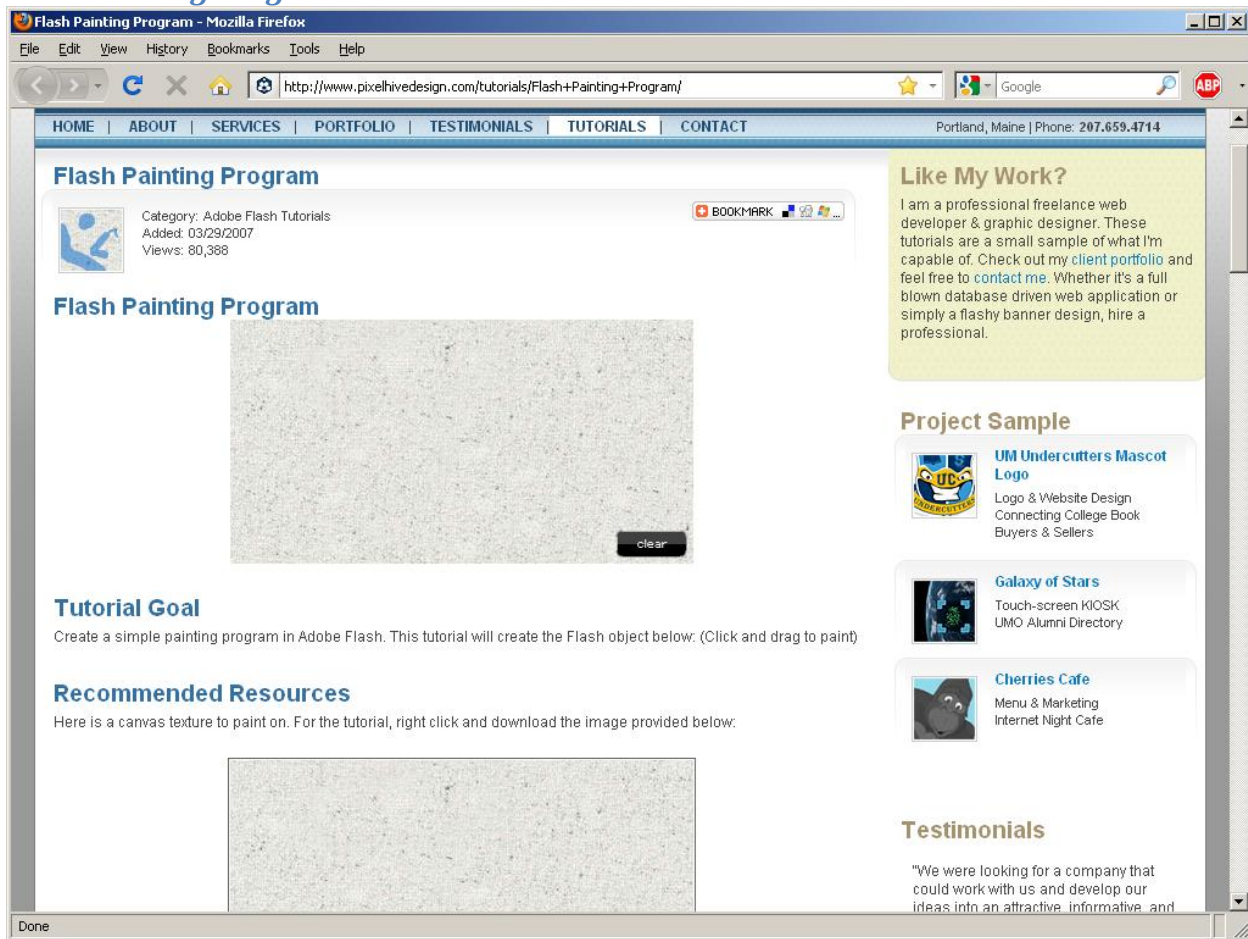 Flash Painting Program - Mozilla Firefox
File Edit View History Bookmarks Tools Help
http://www.pixelhivedesign.com/tutorials/Flash+Painting+Program/
Google
ABP
HOME | ABOUT | SERVICES | PORTFOLIO | TESTIMONIALS | TUTORIALS | CONTACT
Portland, Maine | Phone: 207.659.4714
Flash Painting Program
Category: Adobe Flash Tutorials
Added: 03/29/2007
Views: 80,388
BOOKMARK
...
Flash Painting Program
clear
Tutorial Goal
Create a simple painting program in Adobe Flash. This tutorial will create the Flash object below: (Click and drag to paint)
Recommended Resources
Here is a canvas texture to paint on. For the tutorial, right click and download the image provided below:
Like My Work?
I am a professional freelance web
developer & graphic designer. These
tutorials are a small sample of what I'm
capable of. Check out my client portfolio and
feel free to contact me. Whether it's a full
blown database driven web application or
simply a flashy banner design, hire a
professional.
Project Sample
UC
UNDERCUTTERS
UM Undercutters Mascot
Logo
Logo & Website Design
Connecting College Book
Buyers & Sellers
Galaxy of Stars
Touch-screen KIOSK
UMO Alumni Directory
Cherries Cafe
Menu & Marketing
Internet Night Cafe
Testimonials
"We were looking for a company that
could work with us and develop our
ideas into an attractive, informative, and
Done